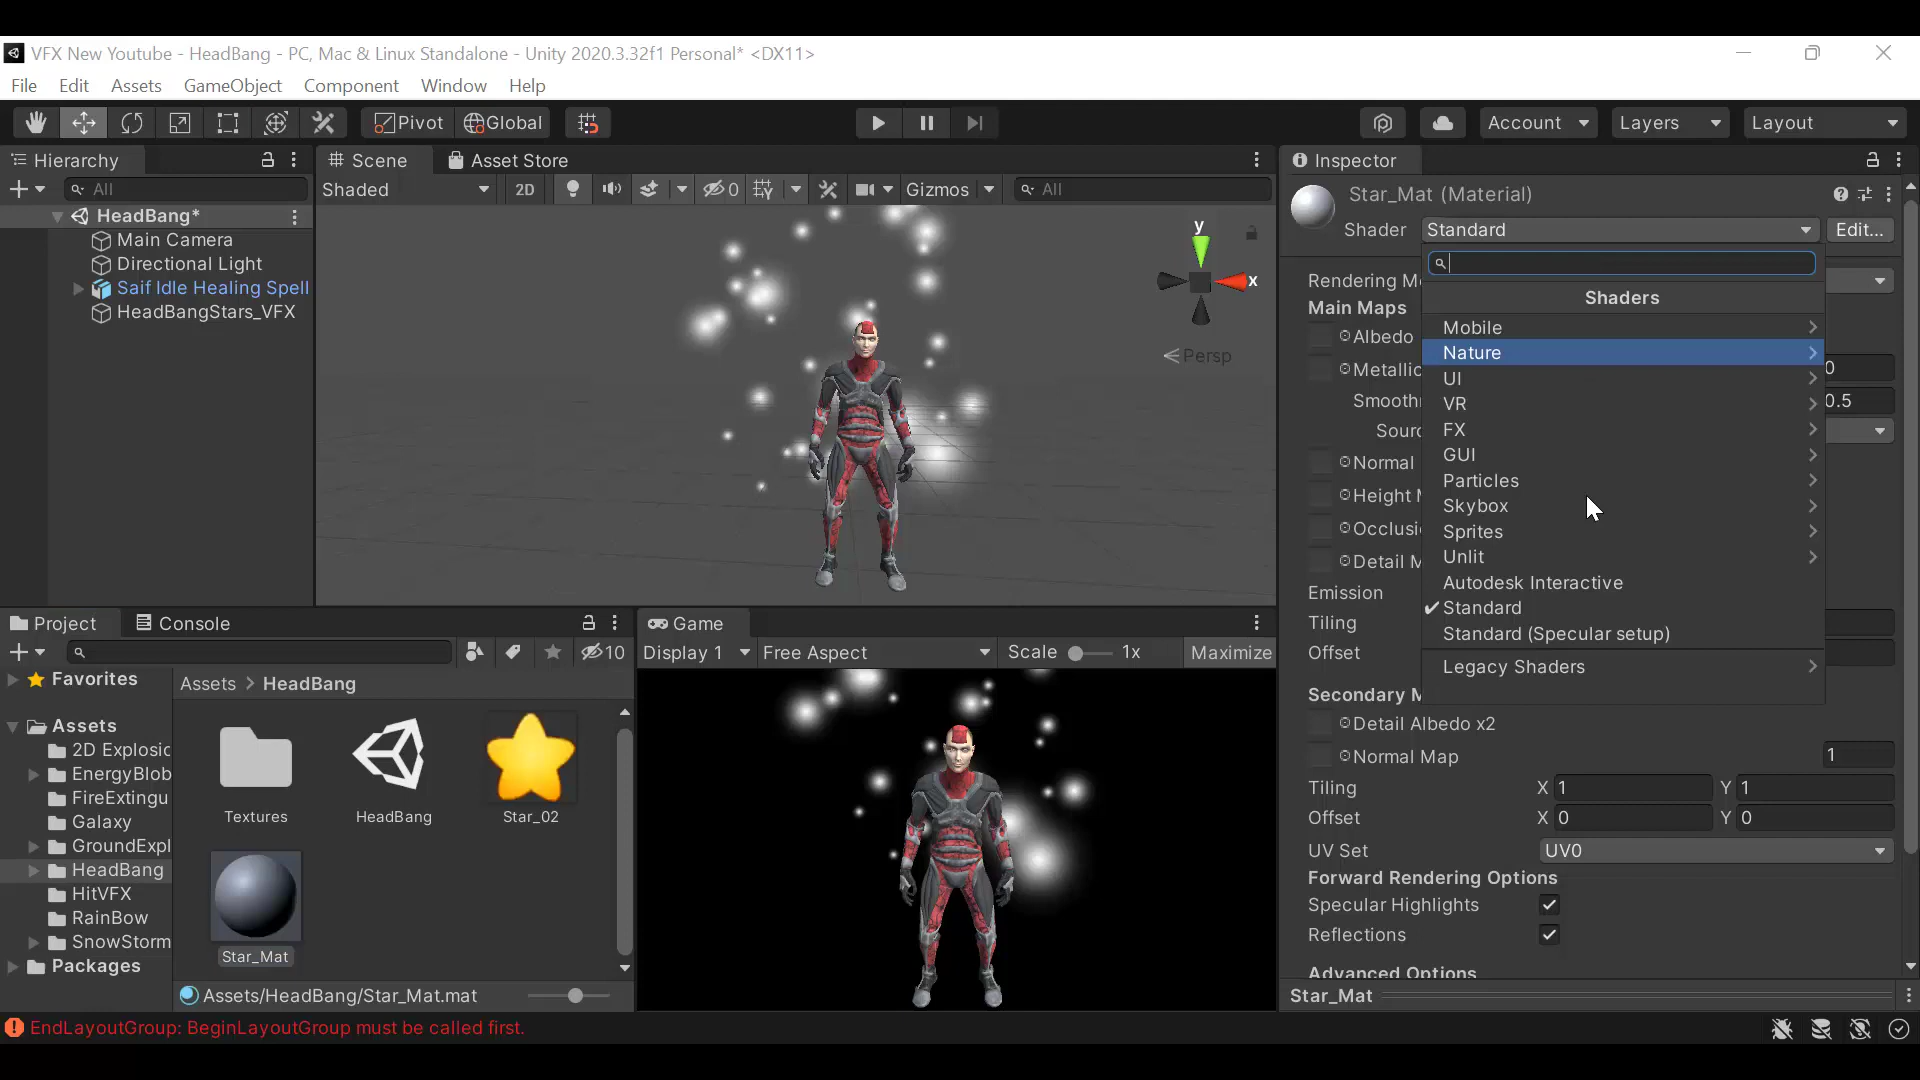 VFX New Youtube - HeadBang - PC, Mac & Linux Standalone - Unity 2020.3.32f1 Personal* <DX11>
File Edit Assets GameObject Component Window Help
Pivot Global Account Layers Layout
Hierarchy
All
HeadBang*
Main Camera
Directional Light
Saif Idle Healing Spell
HeadBangStars_VFX
Scene Asset Store
Shaded 2D 0 Gizmos All
y
x
Persp
Inspector
Star_Mat (Material)
Shader Standard Edit...
Shaders
Mobile
Nature
UI
VR
FX
GUI
Particles
Skybox
Sprites
Unlit
Autodesk Interactive
Standard
Standard (Specular setup)
Legacy Shaders
Rendering M
Main Maps
Albedo
Metallic 0
Smooth 0.5
Sourc
Normal
Height M
Occlusi
Detail M
Emission
Tiling
Offset
Secondary M
Detail Albedo x2
Normal Map 1
Tiling X 1 Y 1
Offset X 0 Y 0
UV Set UV0
Forward Rendering Options
Specular Highlights
Reflections
Advanced Options
Star_Mat
Project Console
10
Favorites
Assets
2D Explosic
EnergyBlob
FireExtingu
Galaxy
GroundExpl
HeadBang
HitVFX
RainBow
SnowStorm
Packages
Assets > HeadBang
Textures HeadBang Star_02
Star_Mat
Assets/HeadBang/Star_Mat.mat
Game
Display 1 Free Aspect Scale 1x Maximize
EndLayoutGroup: BeginLayoutGroup must be called first.